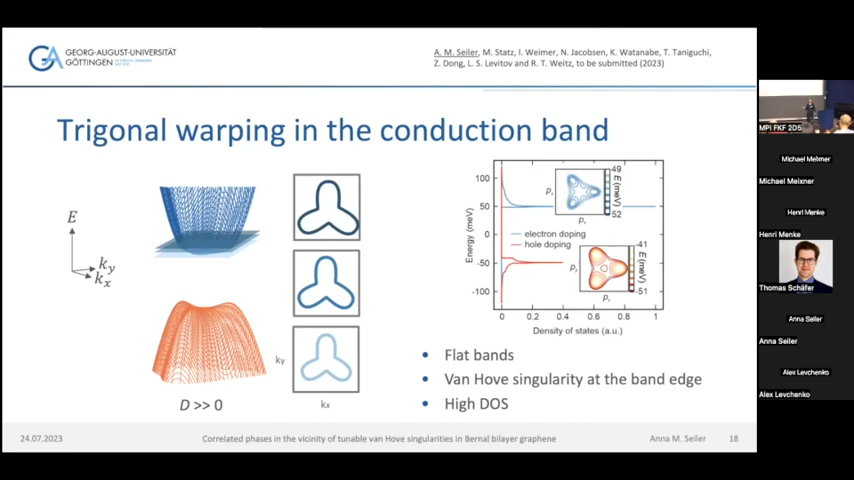 GEORG-AUGUST-UNIVERSITÄT
GÖTTINGEN
A. M. Seiler, M. Statz, I. Weimer, N. Jacobsen, K. Watanabe, T. Taniguchi,
Z. Dong, L. S. Levitov and R. T. Weitz, to be submitted (2023)
Trigonal warping in the conduction band
E
ky
kx
D >> 0
ky
kx
Energy (meV)
100
50
0
-50
-100
0
0.2
0.4
0.6
0.8
1
Density of states (a.u.)
electron doping
hole doping
49
E (meV)
52
-41
E (meV)
-51
• Flat bands
• Van Hove singularity at the band edge
• High DOS
24.07.2023
Correlated phases in the vicinity of tunable van Hove singularities in Bernal bilayer graphene
Anna M. Seiler
18
MPI FKF 2D5
Michael Meixner
Michael Meixner
Henri Menke
Henri Menke
Thomas Schäfer
Anna Seiler
Anna Seiler
Alex Levchenko
Alex Levchenko